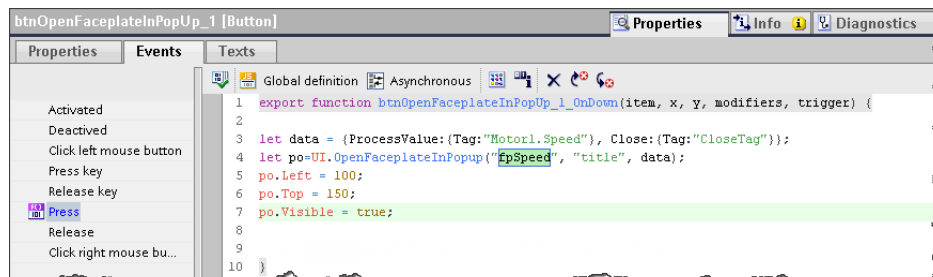 btnOpenFaceplateInPopUp_1 [Button]
Properties Info Diagnostics
Properties Events Texts
Global definition Asynchronous
Activated
Deactived
Click left mouse button
Press key
Release key
Press
Release
Click right mouse bu...
1 export function btnOpenFaceplateInPopUp_1_OnDown(item, x, y, modifiers, trigger) {
2
3 let data = {ProcessValue:{Tag:"Motor1.Speed"}, Close:{Tag:"CloseTag"}};
4 let po=UI.OpenFaceplateInPopup("fpSpeed", "title", data);
5 po.Left = 100;
6 po.Top = 150;
7 po.Visible = true;
8
9
10 }